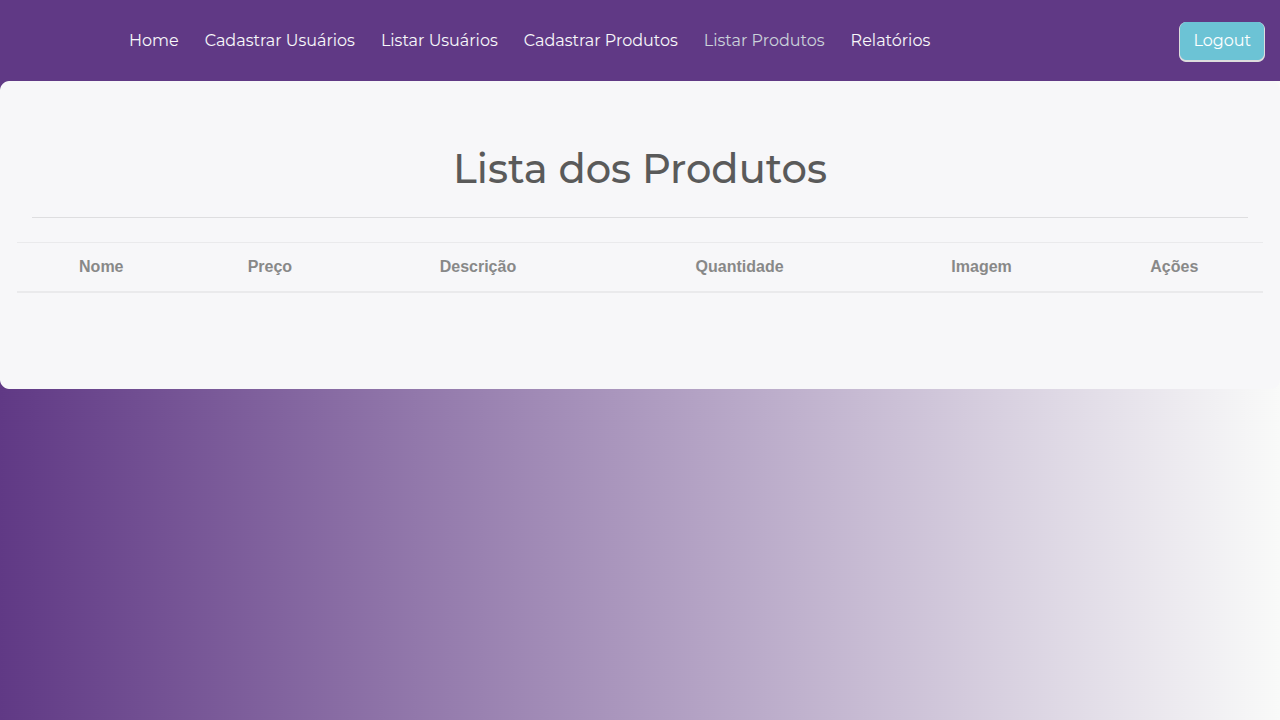 Home Cadastrar Usuários Listar Usuários Cadastrar Produtos Listar Produtos Relatórios Logout
Lista dos Produtos
Nome Preço Descrição Quantidade Imagem Ações